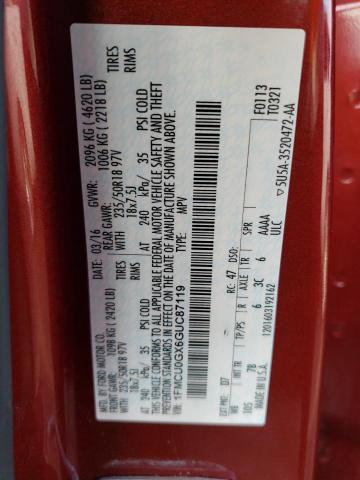 MFD. BY FORD MOTOR CO.
DATE: 03/16 GVWR: 2096 KG ( 4620 LB)
FRONT GAWR: 1098 KG (2420 LB) REAR GAWR: 1006 KG ( 2218 LB)
235/50R18 97V TIRES WITH 235/50R18 97V TIRES
18x7.5J RIMS 18x7.5J RIMS
AT 240 kPa/ 35 PSI COLD AT 240 kPa/ 35 PSI COLD
THIS VEHICLE CONFORMS TO ALL APPLICABLE FEDERAL MOTOR VEHICLE SAFETY AND THEFT
PREVENTION STANDARDS IN EFFECT ON THE DATE OF MANUFACTURE SHOWN ABOVE.
VIN: 1FMCU0GX6GUC87119
TYPE: MPV
F0113
T0321
EXT PNT: D7 RC: 47 DSO:
WB BRK INT TR TP/PS R AXLE TR SPR
105 7B 6 3C 6 AAAA
ULC
MADE IN U.S.A.
1201603192162
▽5U5A-3520472-AA